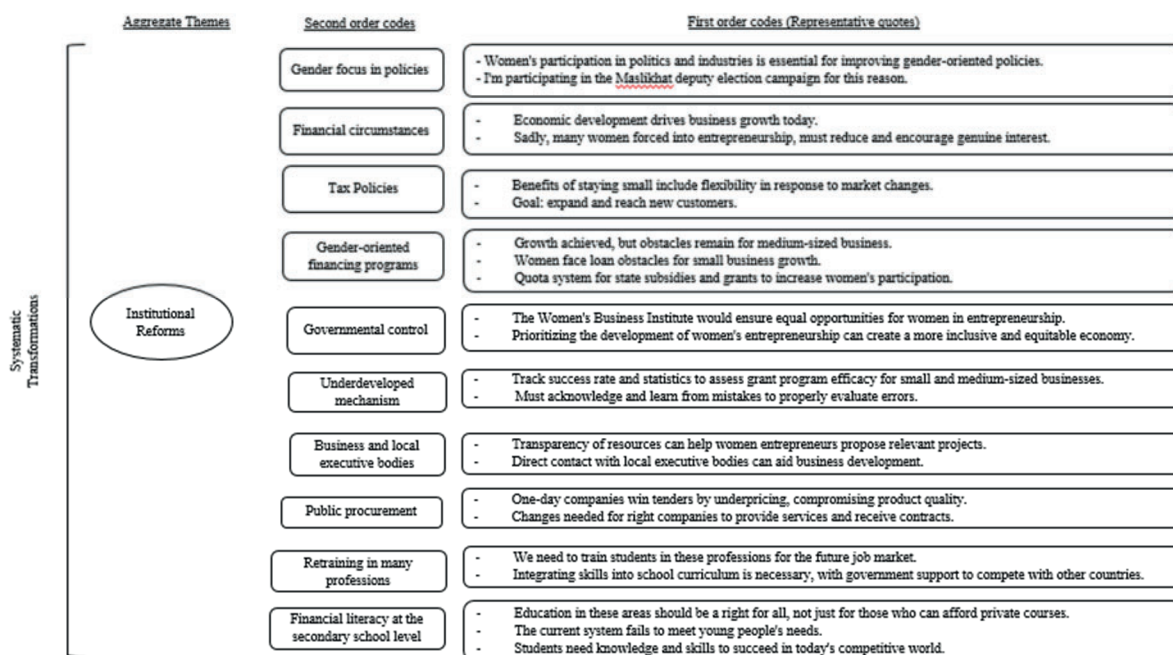 Aggregate Themes
Second order codes
First order codes (Representative quotes)
Systematic
Transformations
Institutional
Reforms
Gender focus in policies
- Women's participation in politics and industries is essential for improving gender-oriented policies.
- I'm participating in the Maslikhat deputy election campaign for this reason.
Financial circumstances
- Economic development drives business growth today.
- Sadly, many women forced into entrepreneurship, must reduce and encourage genuine interest.
Tax Policies
- Benefits of staying small include flexibility in response to market changes.
- Goal: expand and reach new customers.
Gender-oriented
financing programs
- Growth achieved, but obstacles remain for medium-sized business.
- Women face loan obstacles for small business growth.
- Quota system for state subsidies and grants to increase women's participation.
Governmental control
- The Women's Business Institute would ensure equal opportunities for women in entrepreneurship.
- Prioritizing the development of women's entrepreneurship can create a more inclusive and equitable economy.
Underdeveloped
mechanism
- Track success rate and statistics to assess grant program efficacy for small and medium-sized businesses.
- Must acknowledge and learn from mistakes to properly evaluate errors.
Business and local
executive bodies
- Transparency of resources can help women entrepreneurs propose relevant projects.
- Direct contact with local executive bodies can aid business development.
Public procurement
- One-day companies win tenders by underpricing, compromising product quality.
- Changes needed for right companies to provide services and receive contracts.
Retraining in many
professions
- We need to train students in these professions for the future job market.
- Integrating skills into school curriculum is necessary, with government support to compete with other countries.
Financial literacy at the
secondary school level
- Education in these areas should be a right for all, not just for those who can afford private courses.
- The current system fails to meet young people's needs.
- Students need knowledge and skills to succeed in today's competitive world.